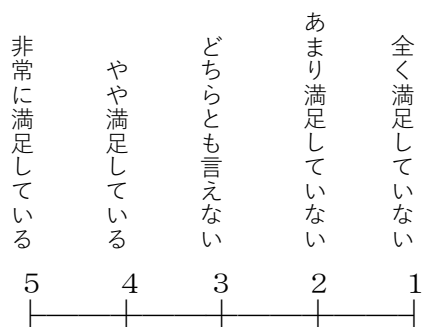 非常に満足している
やや満足している
どちらとも言えない
あまり満足していない
全く満足していない
5 4 3 2 1